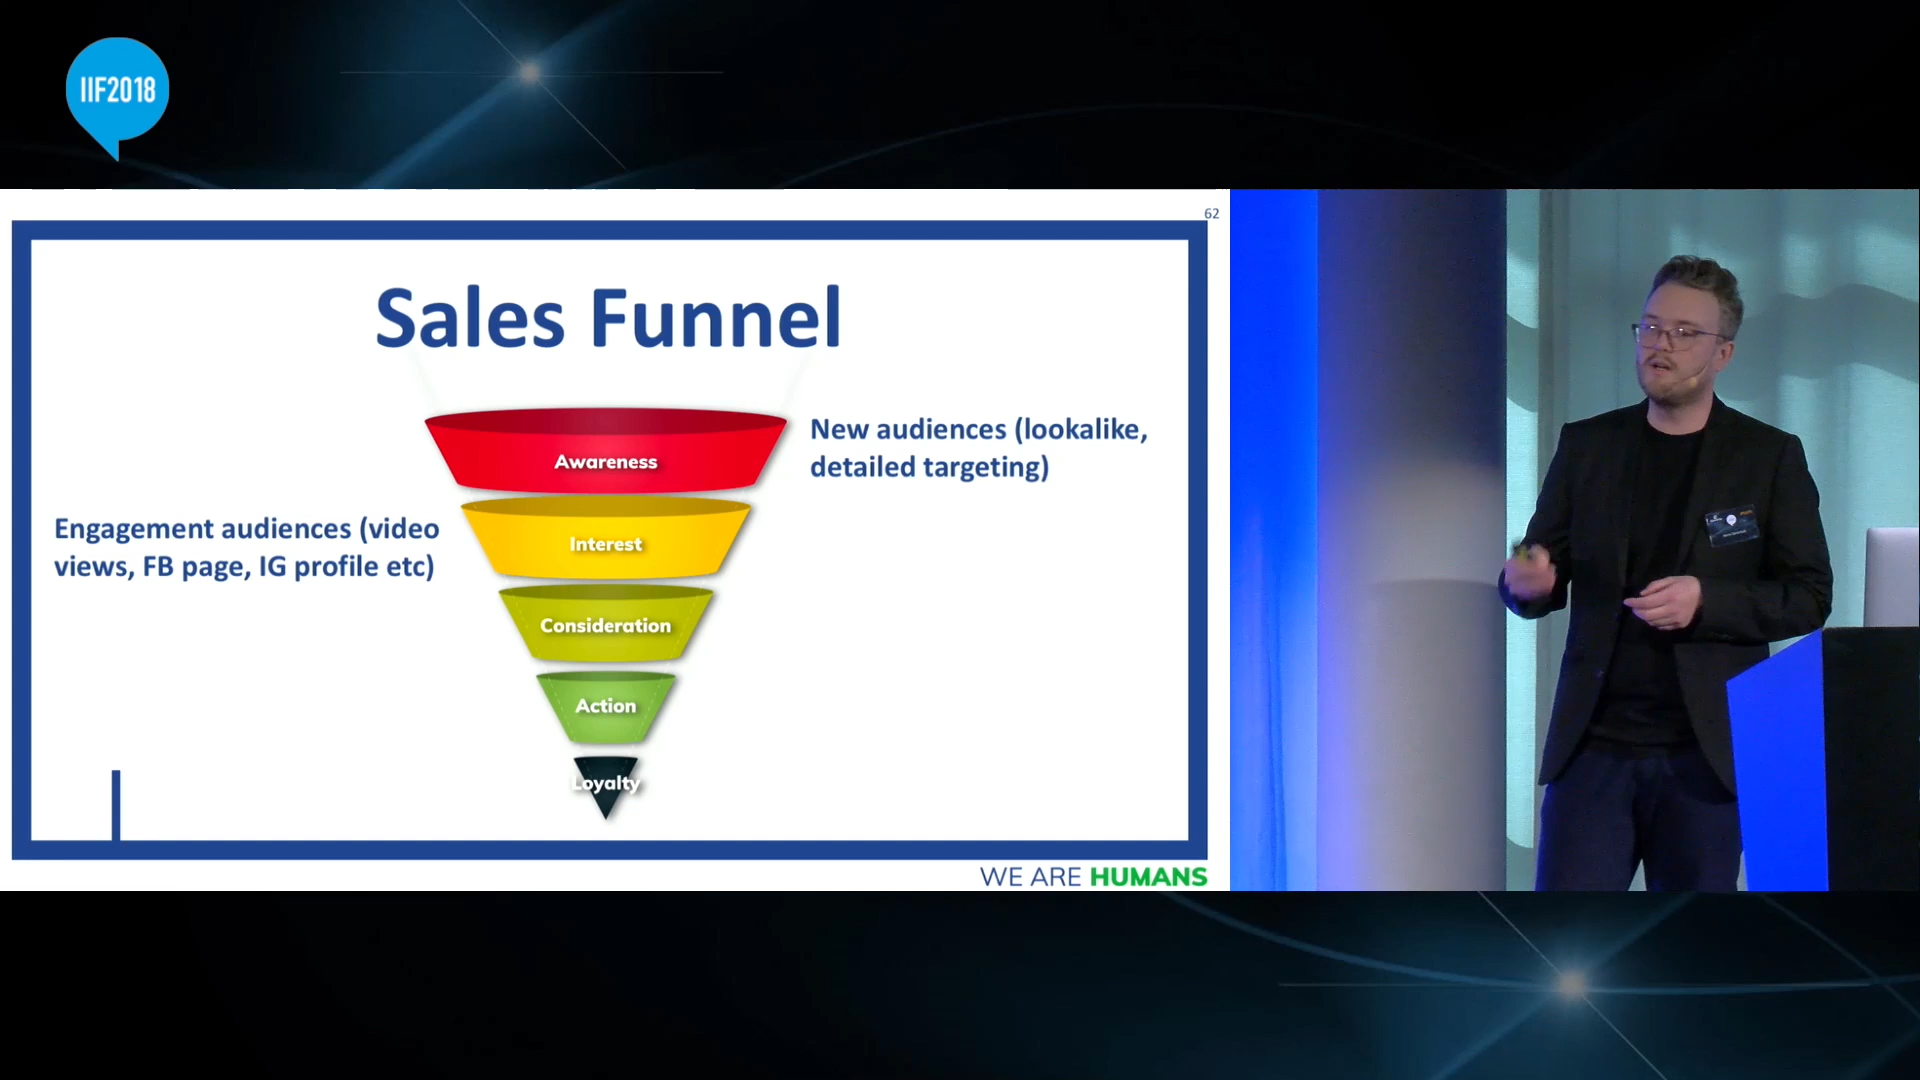 IIF2018
62
Sales Funnel
Awareness
New audiences (lookalike,
detailed targeting)
Engagement audiences (video
views, FB page, IG profile etc)
Interest
Consideration
Action
Loyalty
WE ARE HUMANS